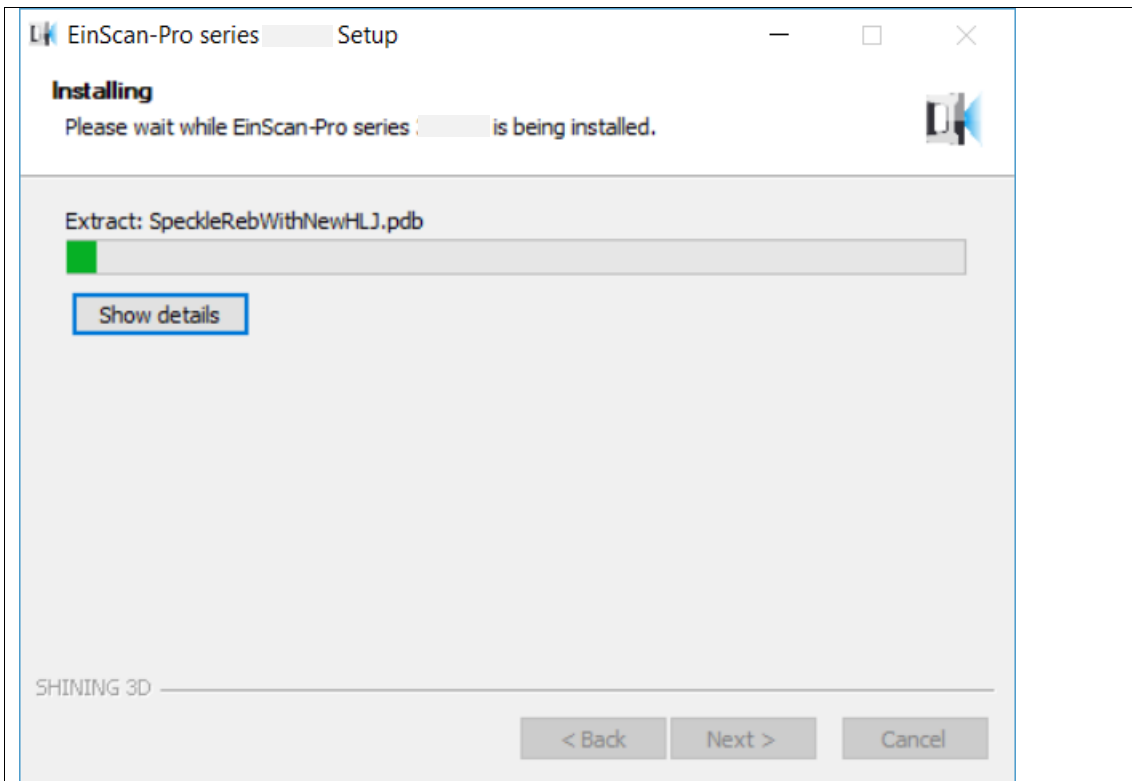 EinScan-Pro series Setup
Installing
Please wait while EinScan-Pro series is being installed.
Extract: SpeckleRebWithNewHLJ.pdb
Show details
SHINING 3D
< Back Next > Cancel